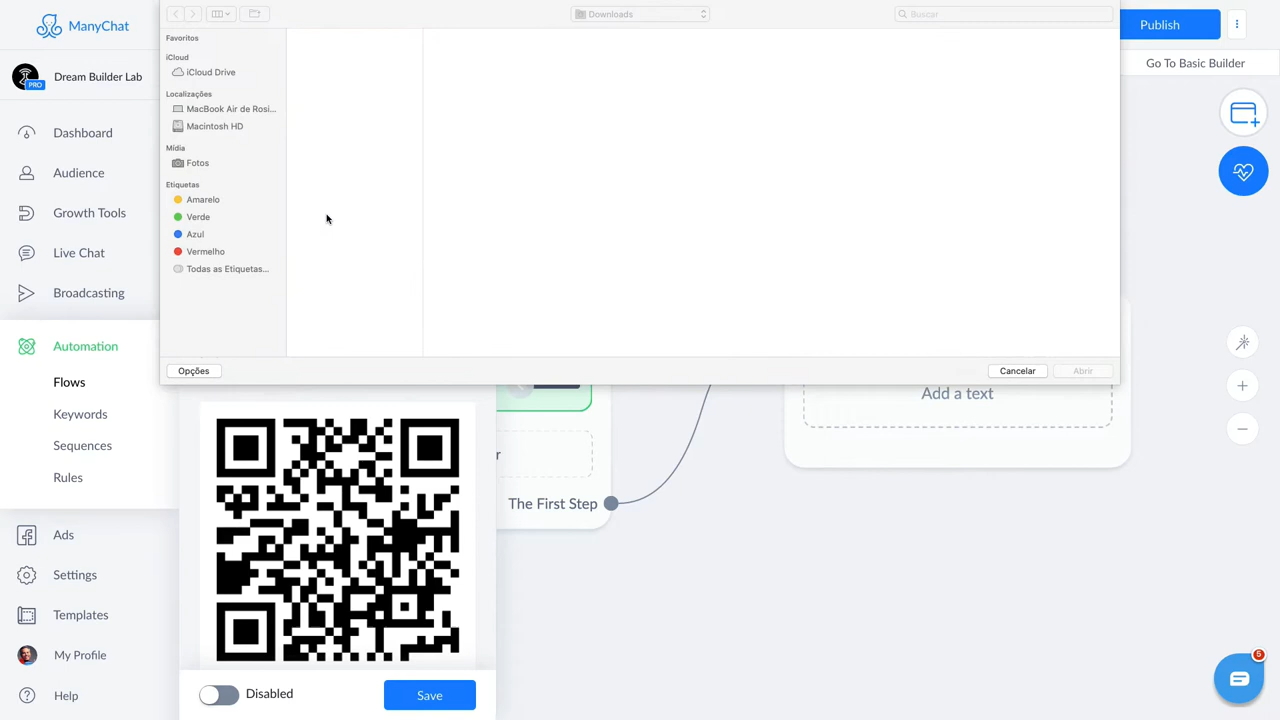 ManyChat
Downloads
Buscar
Publish
Favoritos
iCloud
iCloud Drive
Localizações
MacBook Air de Rosi...
Macintosh HD
Mídia
Fotos
Etiquetas
Amarelo
Verde
Azul
Vermelho
Todas as Etiquetas...
Opções
Cancelar
Abrir
Go To Basic Builder
Dream Builder Lab
PRO
Dashboard
Audience
Growth Tools
Live Chat
Broadcasting
Automation
Flows
Keywords
Sequences
Rules
Ads
Settings
Templates
My Profile
Help
Add a text
The First Step
Disabled
Save
5